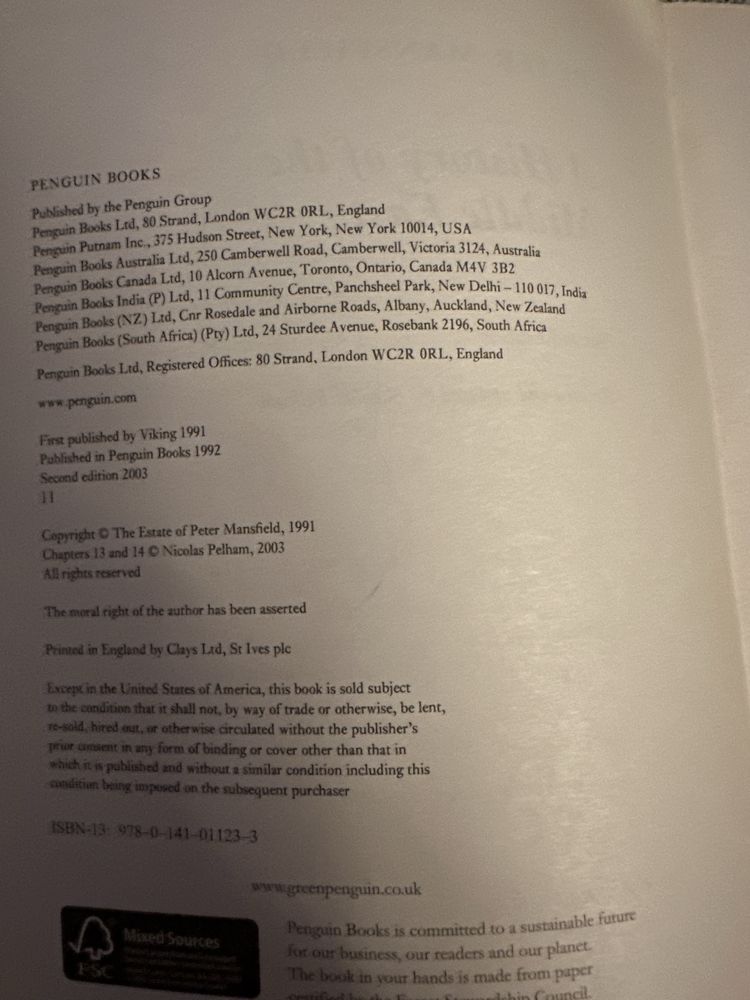 PENGUIN BOOKS
Published by the Penguin Group
Penguin Books Ltd, 80 Strand, London WC2R 0RL, England
Penguin Putnam Inc., 375 Hudson Street, New York, New York 10014, USA
Penguin Books Australia Ltd, 250 Camberwell Road, Camberwell, Victoria 3124, Australia
Penguin Books Canada Ltd, 10 Alcorn Avenue, Toronto, Ontario, Canada M4V 3B2
Penguin Books India (P) Ltd, 11 Community Centre, Panchsheel Park, New Delhi – 110 017, India
Penguin Books (NZ) Ltd, Cnr Rosedale and Airborne Roads, Albany, Auckland, New Zealand
Penguin Books (South Africa) (Pty) Ltd, 24 Sturdee Avenue, Rosebank 2196, South Africa
Penguin Books Ltd, Registered Offices: 80 Strand, London WC2R 0RL, England
www.penguin.com
First published by Viking 1991
Published in Penguin Books 1992
Second edition 2003
11
Copyright © The Estate of Peter Mansfield, 1991
Chapters 13 and 14 © Nicolas Pelham, 2003
All rights reserved
The moral right of the author has been asserted
Printed in England by Clays Ltd, St Ives plc
Except in the United States of America, this book is sold subject
to the condition that it shall not, by way of trade or otherwise, be lent,
re-sold, hired out, or otherwise circulated without the publisher's
prior consent in any form of binding or cover other than that in
which it is published and without a similar condition including this
condition being imposed on the subsequent purchaser
ISBN-13: 978–0–141–01123–3
www.greenpenguin.co.uk
Mixed Sources
FSC
Penguin Books is committed to a sustainable future
for our business, our readers and our planet.
The book in your hands is made from paper
certified by the Forest Stewardship Council.